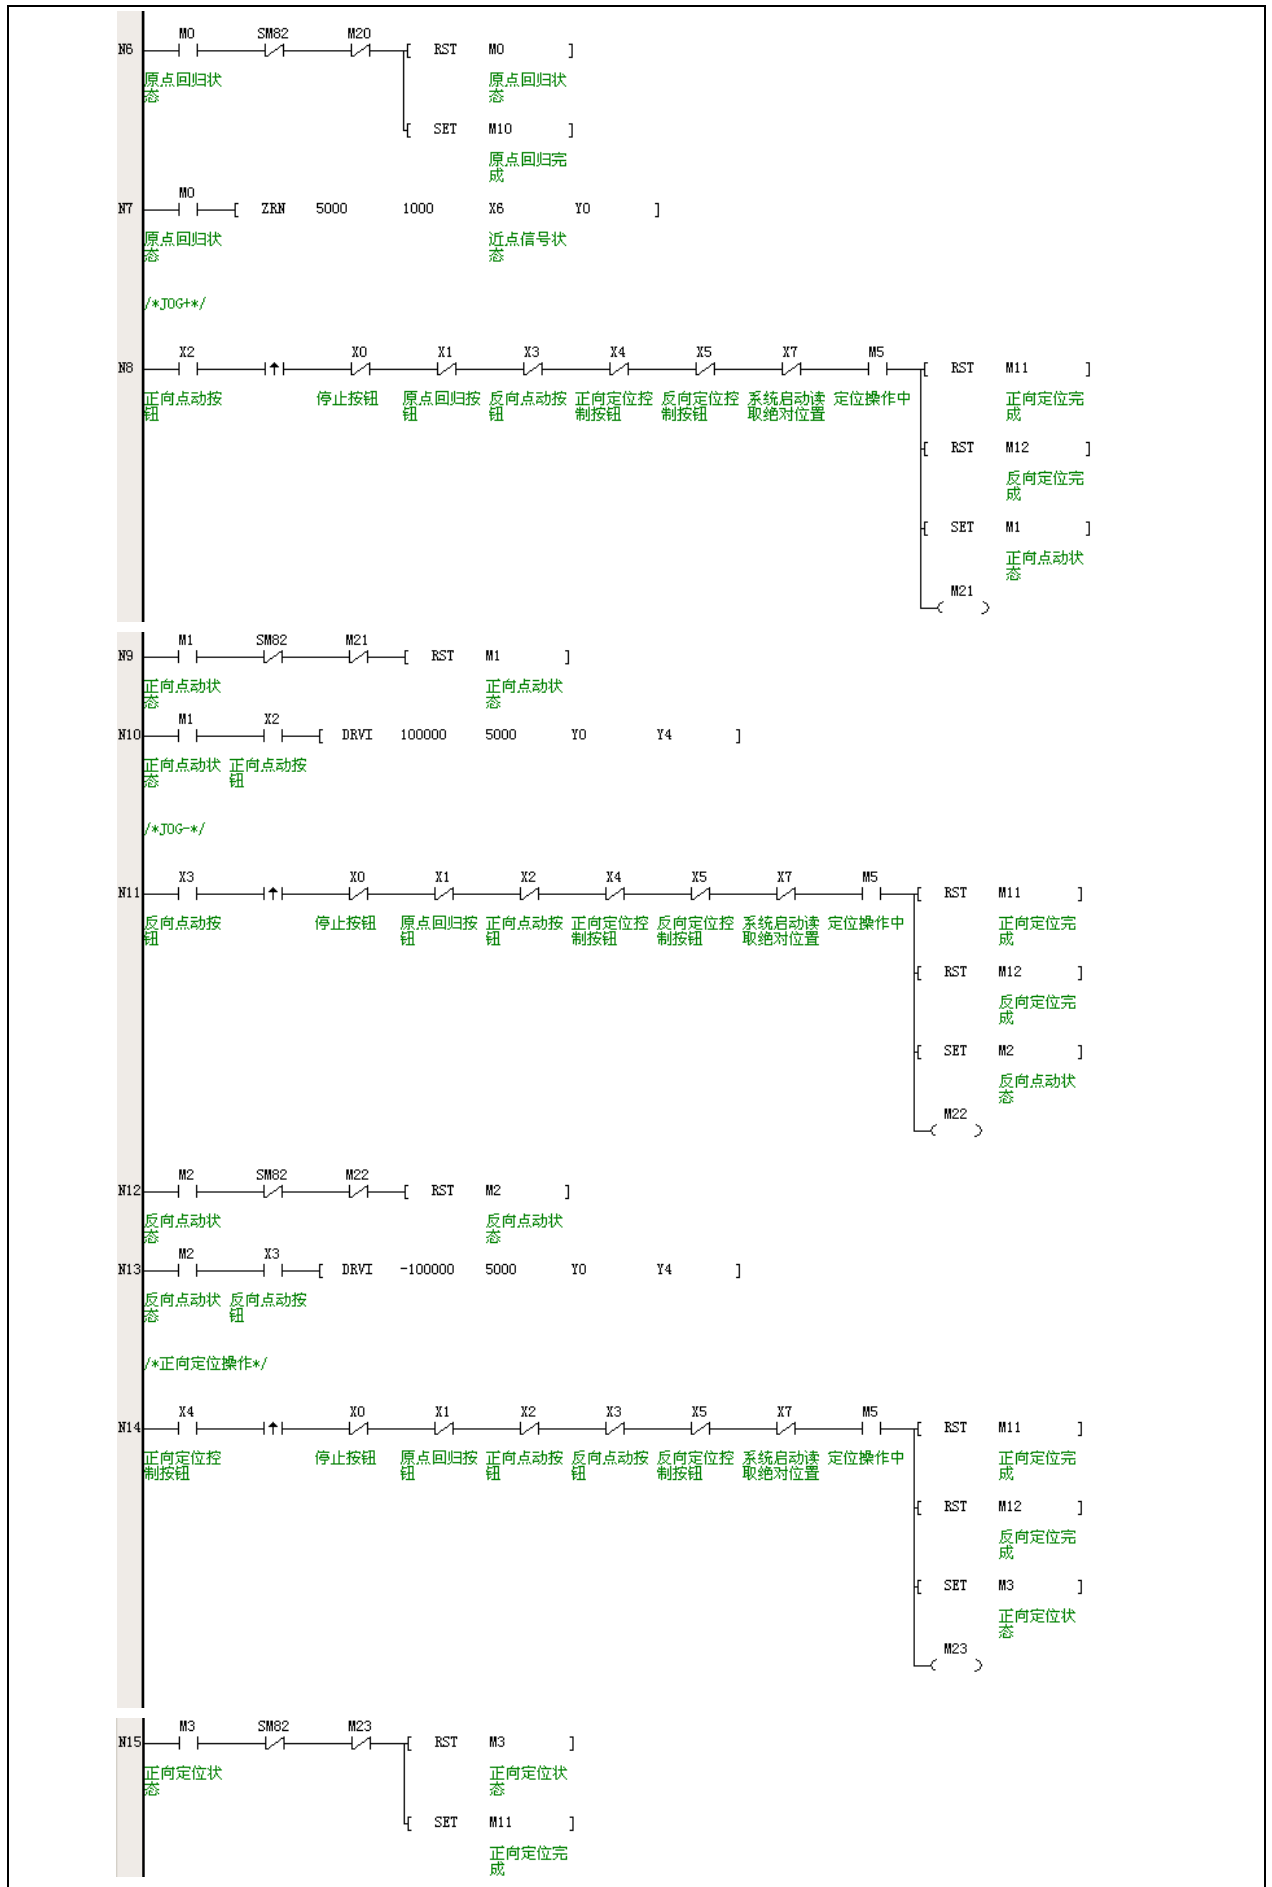 M0 SM82 M20
N6 [ RST M0 ]
原点回归状 原点回归状
态 态
[ SET M10 ]
原点回归完
成
M0
N7 [ ZRN 5000 1000 X6 Y0 ]
原点回归状 近点信号状
态 态
/*JOG+*/
X2 X0 X1 X3 X4 X5 X7 M5
N8 [ RST M11 ]
正向点动按 停止按钮 原点回归按 反向点动按 正向定位控 反向定位控 系统启动读 定位操作中 正向定位完
钮 钮 钮 制按钮 制按钮 取绝对位置 成
[ RST M12 ]
反向定位完
成
[ SET M1 ]
正向点动状
态
M21
( )
M1 SM82 M21
N9 [ RST M1 ]
正向点动状 正向点动状
态 态
M1 X2
N10 [ DRVI 100000 5000 Y0 Y4 ]
正向点动状 正向点动按
态 钮
/*JOG-*/
X3 X0 X1 X2 X4 X5 X7 M5
N11 [ RST M11 ]
反向点动按 停止按钮 原点回归按 正向点动按 正向定位控 反向定位控 系统启动读 定位操作中 正向定位完
钮 钮 钮 制按钮 制按钮 取绝对位置 成
[ RST M12 ]
反向定位完
成
[ SET M2 ]
反向点动状
态
M22
( )
M2 SM82 M22
N12 [ RST M2 ]
反向点动状 反向点动状
态 态
M2 X3
N13 [ DRVI -100000 5000 Y0 Y4 ]
反向点动状 反向点动按
态 钮
/*正向定位操作*/
X4 X0 X1 X2 X3 X5 X7 M5
N14 [ RST M11 ]
正向定位控 停止按钮 原点回归按 正向点动按 反向点动按 反向定位控 系统启动读 定位操作中 正向定位完
制按钮 钮 钮 钮 制按钮 取绝对位置 成
[ RST M12 ]
反向定位完
成
[ SET M3 ]
正向定位状
态
M23
( )
M3 SM82 M23
N15 [ RST M3 ]
正向定位状 正向定位状
态 态
[ SET M11 ]
正向定位完
成